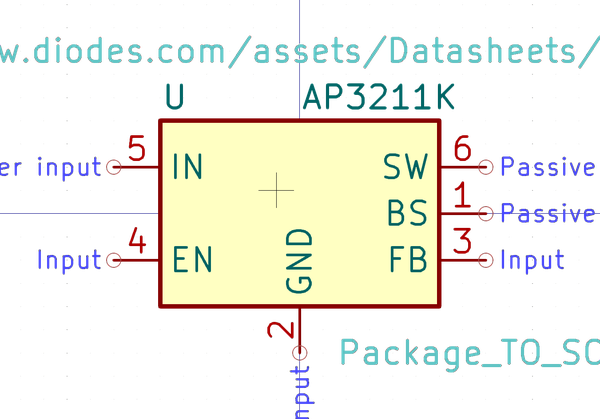 w.diodes.com/assets/Datasheets/
U AP3211K
er input 5 IN SW 6 Passive
BS 1 Passive
Input 4 EN FB 3 Input
GND
2
Package_TO_SO
nput